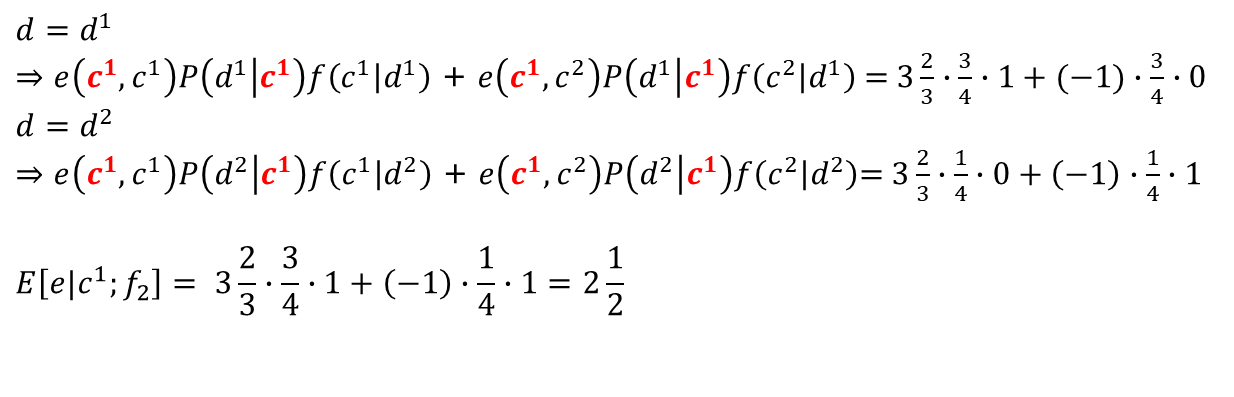 d = d¹
⇒ e(c¹, c¹)P(d¹|c¹)f(c¹|d¹) + e(c¹, c²)P(d¹|c¹)f(c²|d¹) = 3 2/3 · 3/4 · 1 + (−1) · 3/4 · 0
d = d²
⇒ e(c¹, c¹)P(d²|c¹)f(c¹|d²) + e(c¹, c²)P(d²|c¹)f(c²|d²)= 3 2/3 · 1/4 · 0 + (−1) · 1/4 · 1
E[e|c¹; f₂] = 3 2/3 · 3/4 · 1 + (−1) · 1/4 · 1 = 2 1/2